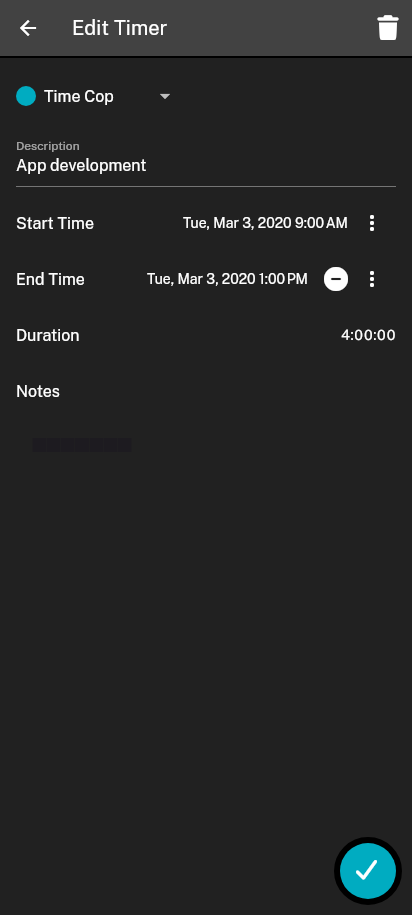 Edit Timer
Time Cop
Description
App development
Start Time Tue, Mar 3, 2020 9:00 AM
End Time Tue, Mar 3, 2020 1:00 PM
Duration 4:00:00
Notes